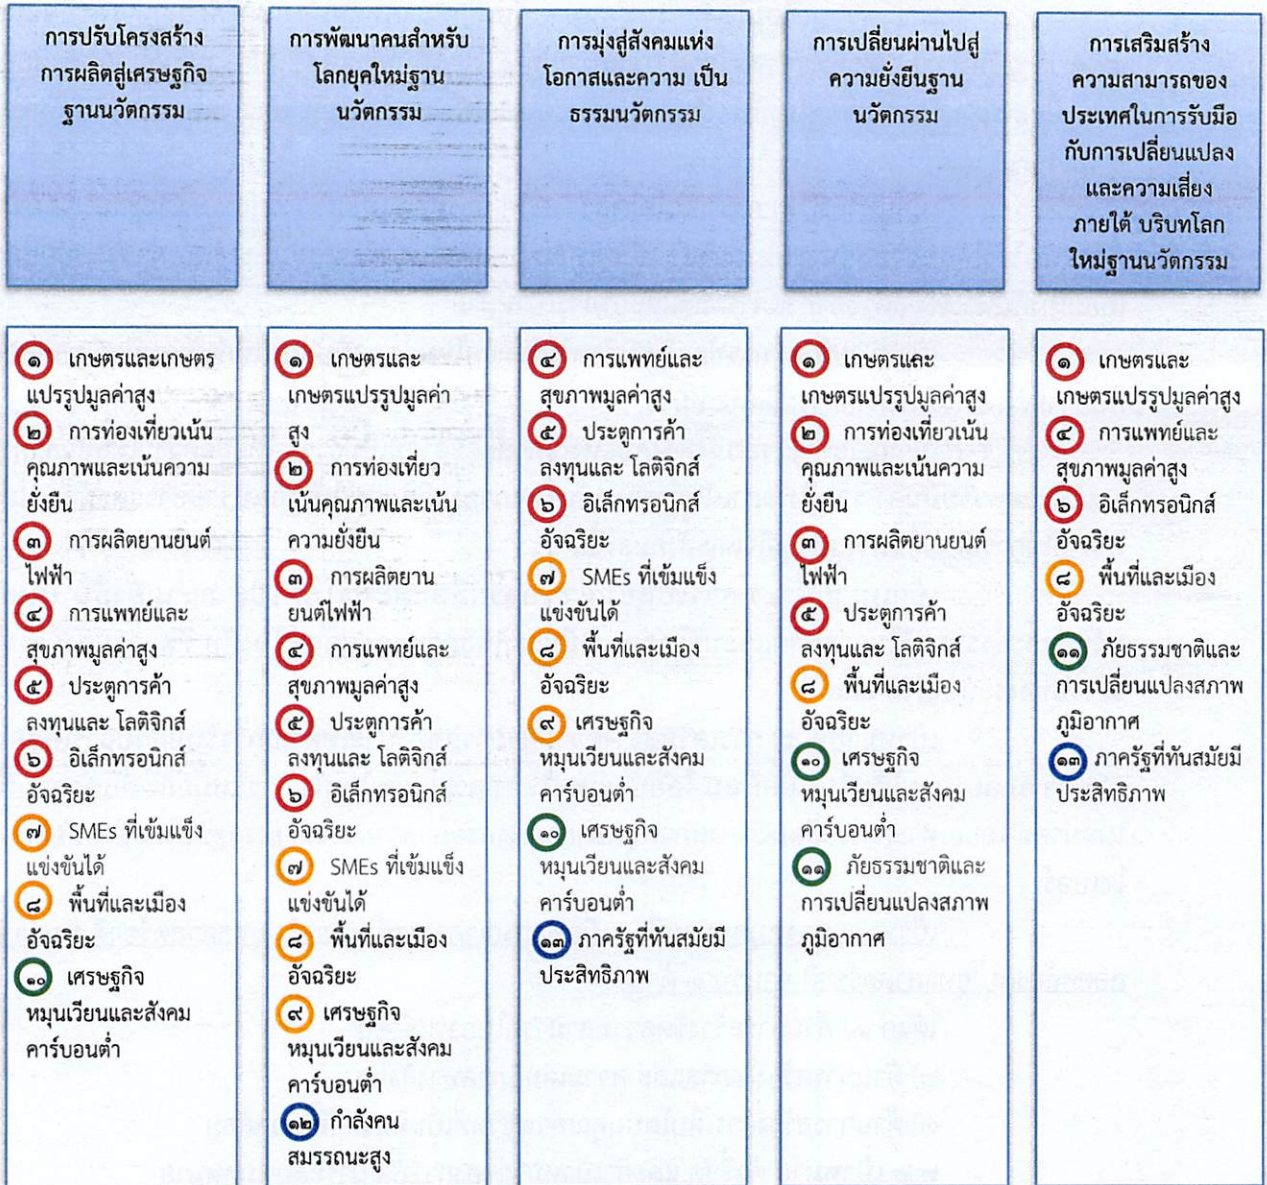 การปรับโครงสร้าง
การผลิตสู่เศรษฐกิจ
ฐานนวัตกรรม
การพัฒนาคนสำหรับ
โลกยุคใหม่ฐาน
นวัตกรรม
การมุ่งสู่สังคมแห่ง
โอกาสและความ เป็น
ธรรมนวัตกรรม
การเปลี่ยนผ่านไปสู่
ความยั่งยืนฐาน
นวัตกรรม
การเสริมสร้าง
ความสามารถของ
ประเทศในการรับมือ
กับการเปลี่ยนแปลง
และความเสี่ยง
ภายใต้ บริบทโลก
ใหม่ฐานนวัตกรรม
๑ เกษตรและเกษตร
แปรรูปมูลค่าสูง
๒ การท่องเที่ยวเน้น
คุณภาพและเน้นความ
ยั่งยืน
๓ การผลิตยานยนต์
ไฟฟ้า
๔ การแพทย์และ
สุขภาพมูลค่าสูง
๕ ประตูการค้า
ลงทุนและ โลติจิกส์
๖ อิเล็กทรอนิกส์
อัจฉริยะ
๗ SMEs ที่เข้มแข็ง
แข่งขันได้
๘ พื้นที่และเมือง
อัจฉริยะ
๑๐ เศรษฐกิจ
หมุนเวียนและสังคม
คาร์บอนต่ำ
๑ เกษตรและ
เกษตรแปรรูปมูลค่า
สูง
๒ การท่องเที่ยว
เน้นคุณภาพและเน้น
ความยั่งยืน
๓ การผลิตยาน
ยนต์ไฟฟ้า
๔ การแพทย์และ
สุขภาพมูลค่าสูง
๕ ประตูการค้า
ลงทุนและ โลติจิกส์
๖ อิเล็กทรอนิกส์
อัจฉริยะ
๗ SMEs ที่เข้มแข็ง
แข่งขันได้
๘ พื้นที่และเมือง
อัจฉริยะ
๙ เศรษฐกิจ
หมุนเวียนและสังคม
คาร์บอนต่ำ
๑๒ กำลังคน
สมรรถนะสูง
๔ การแพทย์และ
สุขภาพมูลค่าสูง
๕ ประตูการค้า
ลงทุนและ โลติจิกส์
๖ อิเล็กทรอนิกส์
อัจฉริยะ
๗ SMEs ที่เข้มแข็ง
แข่งขันได้
๘ พื้นที่และเมือง
อัจฉริยะ
๙ เศรษฐกิจ
หมุนเวียนและสังคม
คาร์บอนต่ำ
๑๐ เศรษฐกิจ
หมุนเวียนและสังคม
คาร์บอนต่ำ
๑๓ ภาครัฐที่ทันสมัยมี
ประสิทธิภาพ
๑ เกษตรและ
เกษตรแปรรูปมูลค่าสูง
๒ การท่องเที่ยวเน้น
คุณภาพและเน้นความ
ยั่งยืน
๓ การผลิตยานยนต์
ไฟฟ้า
๕ ประตูการค้า
ลงทุนและ โลติจิกส์
๘ พื้นที่และเมือง
อัจฉริยะ
๑๐ เศรษฐกิจ
หมุนเวียนและสังคม
คาร์บอนต่ำ
๑๑ ภัยธรรมชาติและ
การเปลี่ยนแปลงสภาพ
ภูมิอากาศ
๑ เกษตรและ
เกษตรแปรรูปมูลค่าสูง
๔ การแพทย์และ
สุขภาพมูลค่าสูง
๖ อิเล็กทรอนิกส์
อัจฉริยะ
๘ พื้นที่และเมือง
อัจฉริยะ
๑๑ ภัยธรรมชาติและ
การเปลี่ยนแปลงสภาพ
ภูมิอากาศ
๑๓ ภาครัฐที่ทันสมัยมี
ประสิทธิภาพ